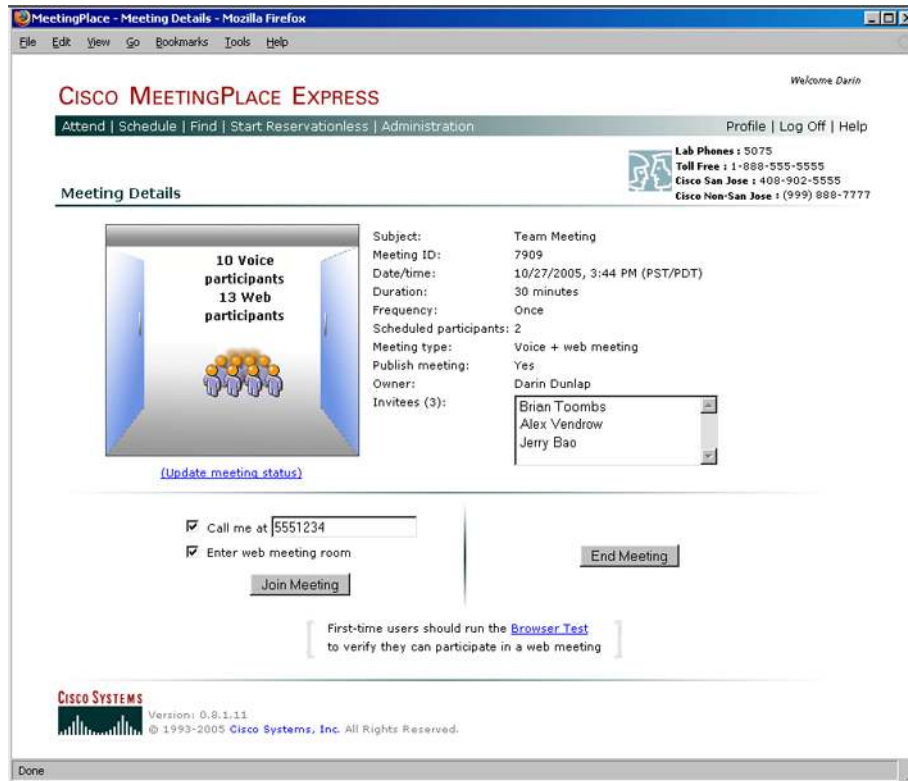 MeetingPlace - Meeting Details - Mozilla Firefox
File Edit View Go Bookmarks Tools Help
Welcome Darin
CISCO MEETINGPLACE EXPRESS
Attend | Schedule | Find | Start Reservationless | Administration
Profile | Log Off | Help
Lab Phones : 5075
Toll Free : 1-888-555-5555
Cisco San Jose : 408-902-5555
Cisco Non-San Jose : (999) 888-7777
Meeting Details
10 Voice
participants
13 Web
participants
(Update meeting status)
Subject: Team Meeting
Meeting ID: 7909
Date/time: 10/27/2005, 3:44 PM (PST/PDT)
Duration: 30 minutes
Frequency: Once
Scheduled participants: 2
Meeting type: Voice + web meeting
Publish meeting: Yes
Owner: Darin Dunlap
Invitees (3): Brian Toombs
Alex Vendrow
Jerry Bao
Call me at 5551234
Enter web meeting room
Join Meeting
End Meeting
First-time users should run the Browser Test
to verify they can participate in a web meeting
CISCO SYSTEMS
Version: 0.8.1.11
© 1993-2005 Cisco Systems, Inc. All Rights Reserved.
Done